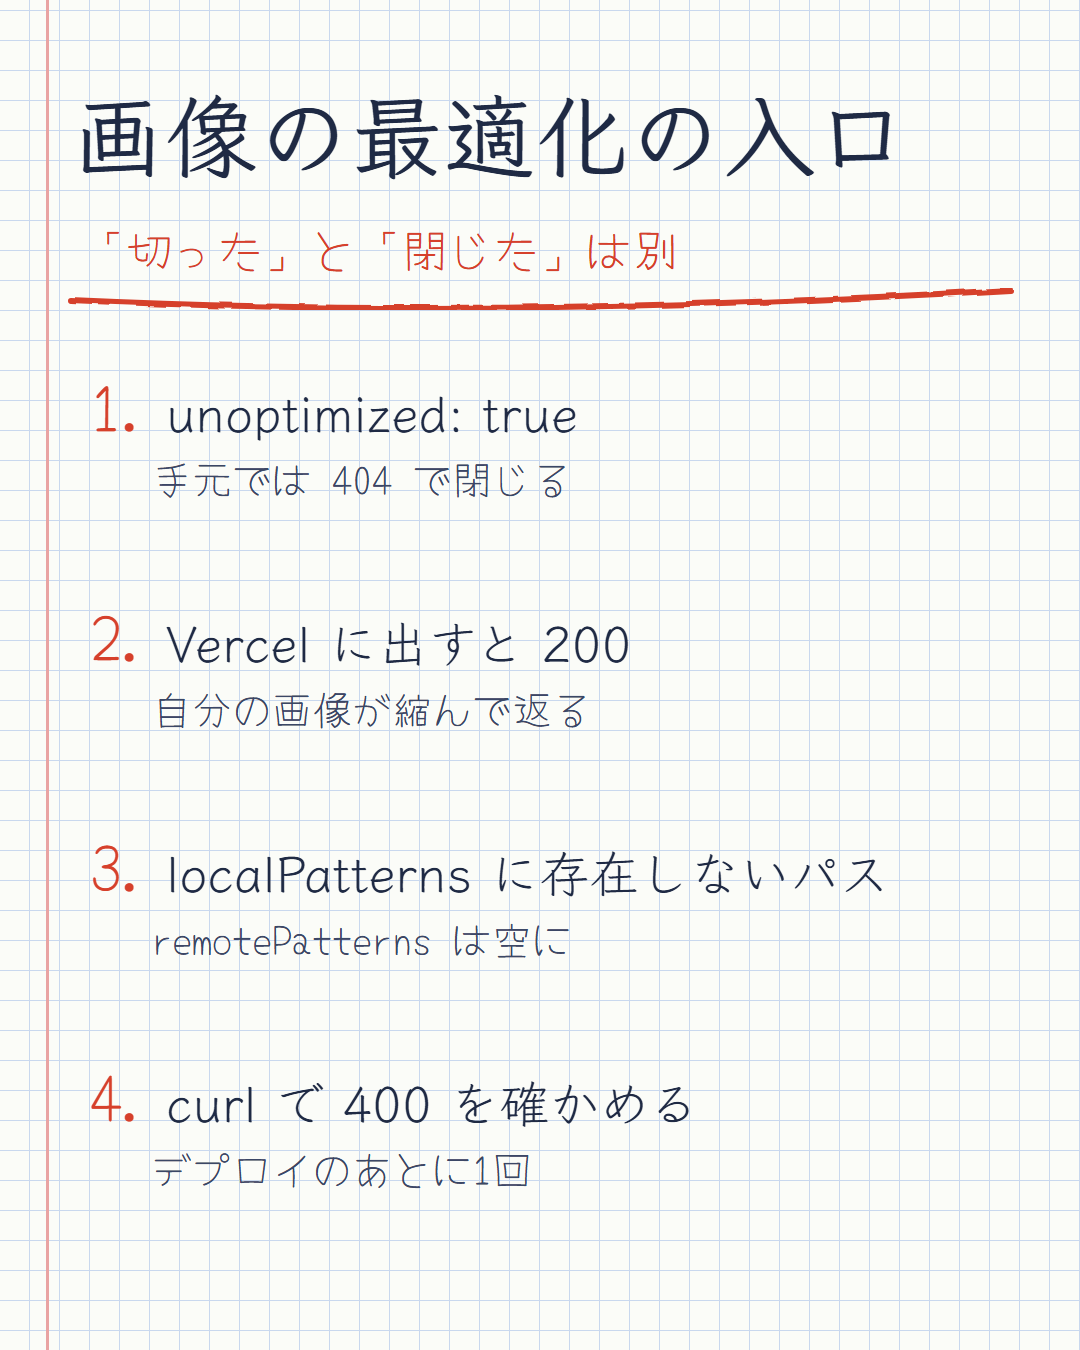 画像の最適化の入口
「切った」と「閉じた」は別
1. unoptimized: true
手元では 404 で閉じる
2. Vercel に出すと 200
自分の画像が縮んで返る
3. localPatterns に存在しないパス
remotePatterns は空に
4. curl で 400 を確かめる
デプロイのあとに1回